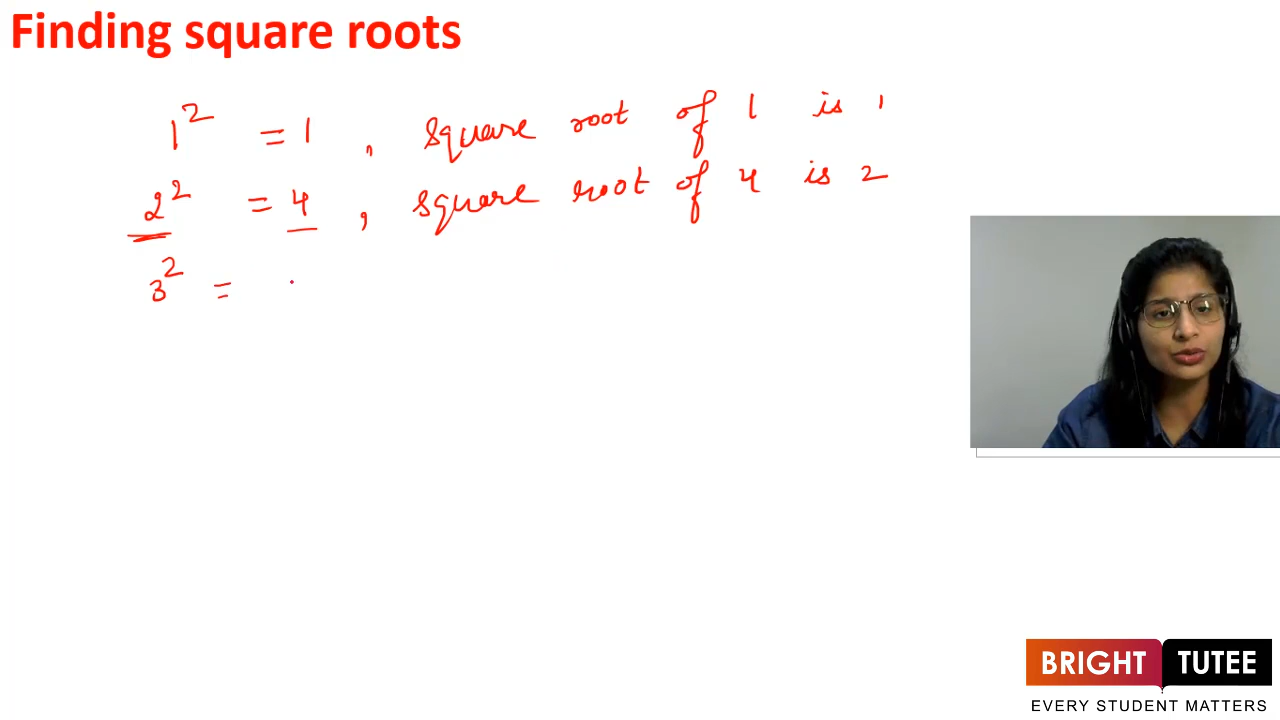 Finding square roots
1² = 1 , square root of 1 is 1
2² = 4 , square root of 4 is 2
3² =
BRIGHT TUTEE
EVERY STUDENT MATTERS